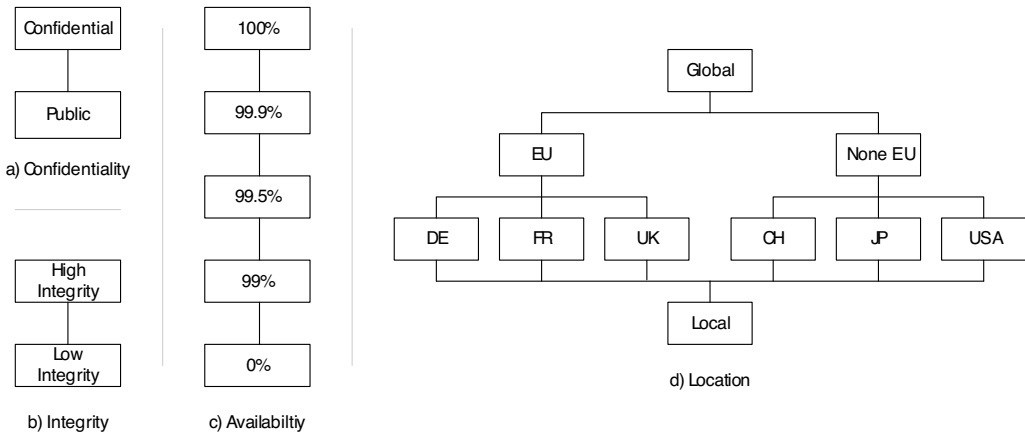 Confidential
Public
a) Confidentiality
High
Integrity
Low
Integrity
b) Integrity
100%
99.9%
99.5%
99%
0%
c) Availabiltiy
Global
EU
None EU
DE
FR
UK
CH
JP
USA
Local
d) Location